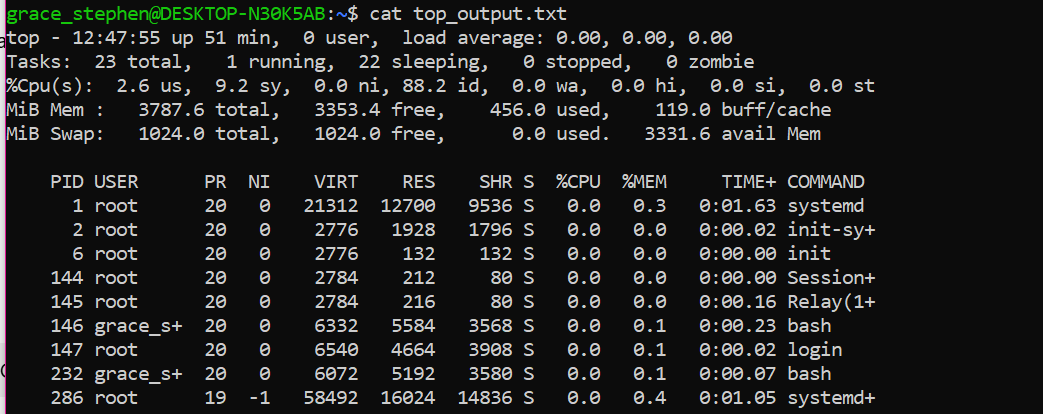 grace_stephen@DESKTOP-N30K5AB:~$ cat top_output.txt
top - 12:47:55 up 51 min,  0 user,  load average: 0.00, 0.00, 0.00
Tasks:  23 total,   1 running,  22 sleeping,   0 stopped,   0 zombie
%Cpu(s):  2.6 us,  9.2 sy,  0.0 ni, 88.2 id,  0.0 wa,  0.0 hi,  0.0 si,  0.0 st
MiB Mem :   3787.6 total,   3353.4 free,    456.0 used,    119.0 buff/cache
MiB Swap:   1024.0 total,   1024.0 free,      0.0 used.   3331.6 avail Mem
    PID USER      PR  NI    VIRT    RES    SHR S  %CPU  %MEM     TIME+ COMMAND
      1 root      20   0   21312  12700   9536 S   0.0   0.3   0:01.63 systemd
      2 root      20   0    2776   1928   1796 S   0.0   0.0   0:00.02 init-sy+
      6 root      20   0    2776    132    132 S   0.0   0.0   0:00.00 init
    144 root      20   0    2784    212     80 S   0.0   0.0   0:00.00 Session+
    145 root      20   0    2784    216     80 S   0.0   0.0   0:00.16 Relay(1+
    146 grace_s+  20   0    6332   5584   3568 S   0.0   0.1   0:00.23 bash
    147 root      20   0    6540   4664   3908 S   0.0   0.1   0:00.02 login
    232 grace_s+  20   0    6072   5192   3580 S   0.0   0.1   0:00.07 bash
    286 root      19  -1   58492  16024  14836 S   0.0   0.4   0:01.05 systemd+